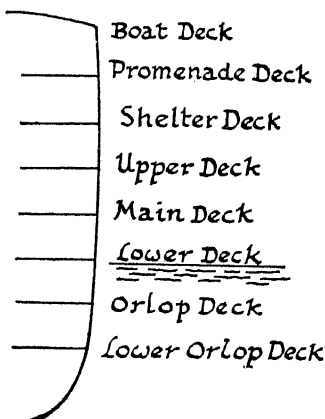 Boat Deck
Promenade Deck
Shelter Deck
Upper Deck
Main Deck
Lower Deck
Orlop Deck
Lower Orlop Deck